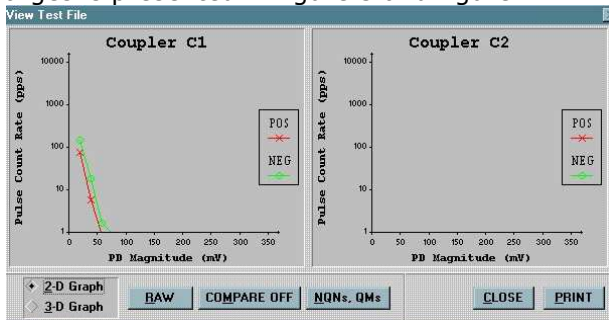 View Test File
Coupler C1
Pulse Count Rate (pps)
10000
1000
100
10
1
0 50 100 150 200 250 300 350
PD Magnitude (mV)
POS
NEG
Coupler C2
Pulse Count Rate (pps)
10000
1000
100
10
1
0 50 100 150 200 250 300 350
PD Magnitude (mV)
POS
NEG
2-D Graph
3-D Graph
RAW
COMPARE OFF
NQNs, QMs
CLOSE
PRINT